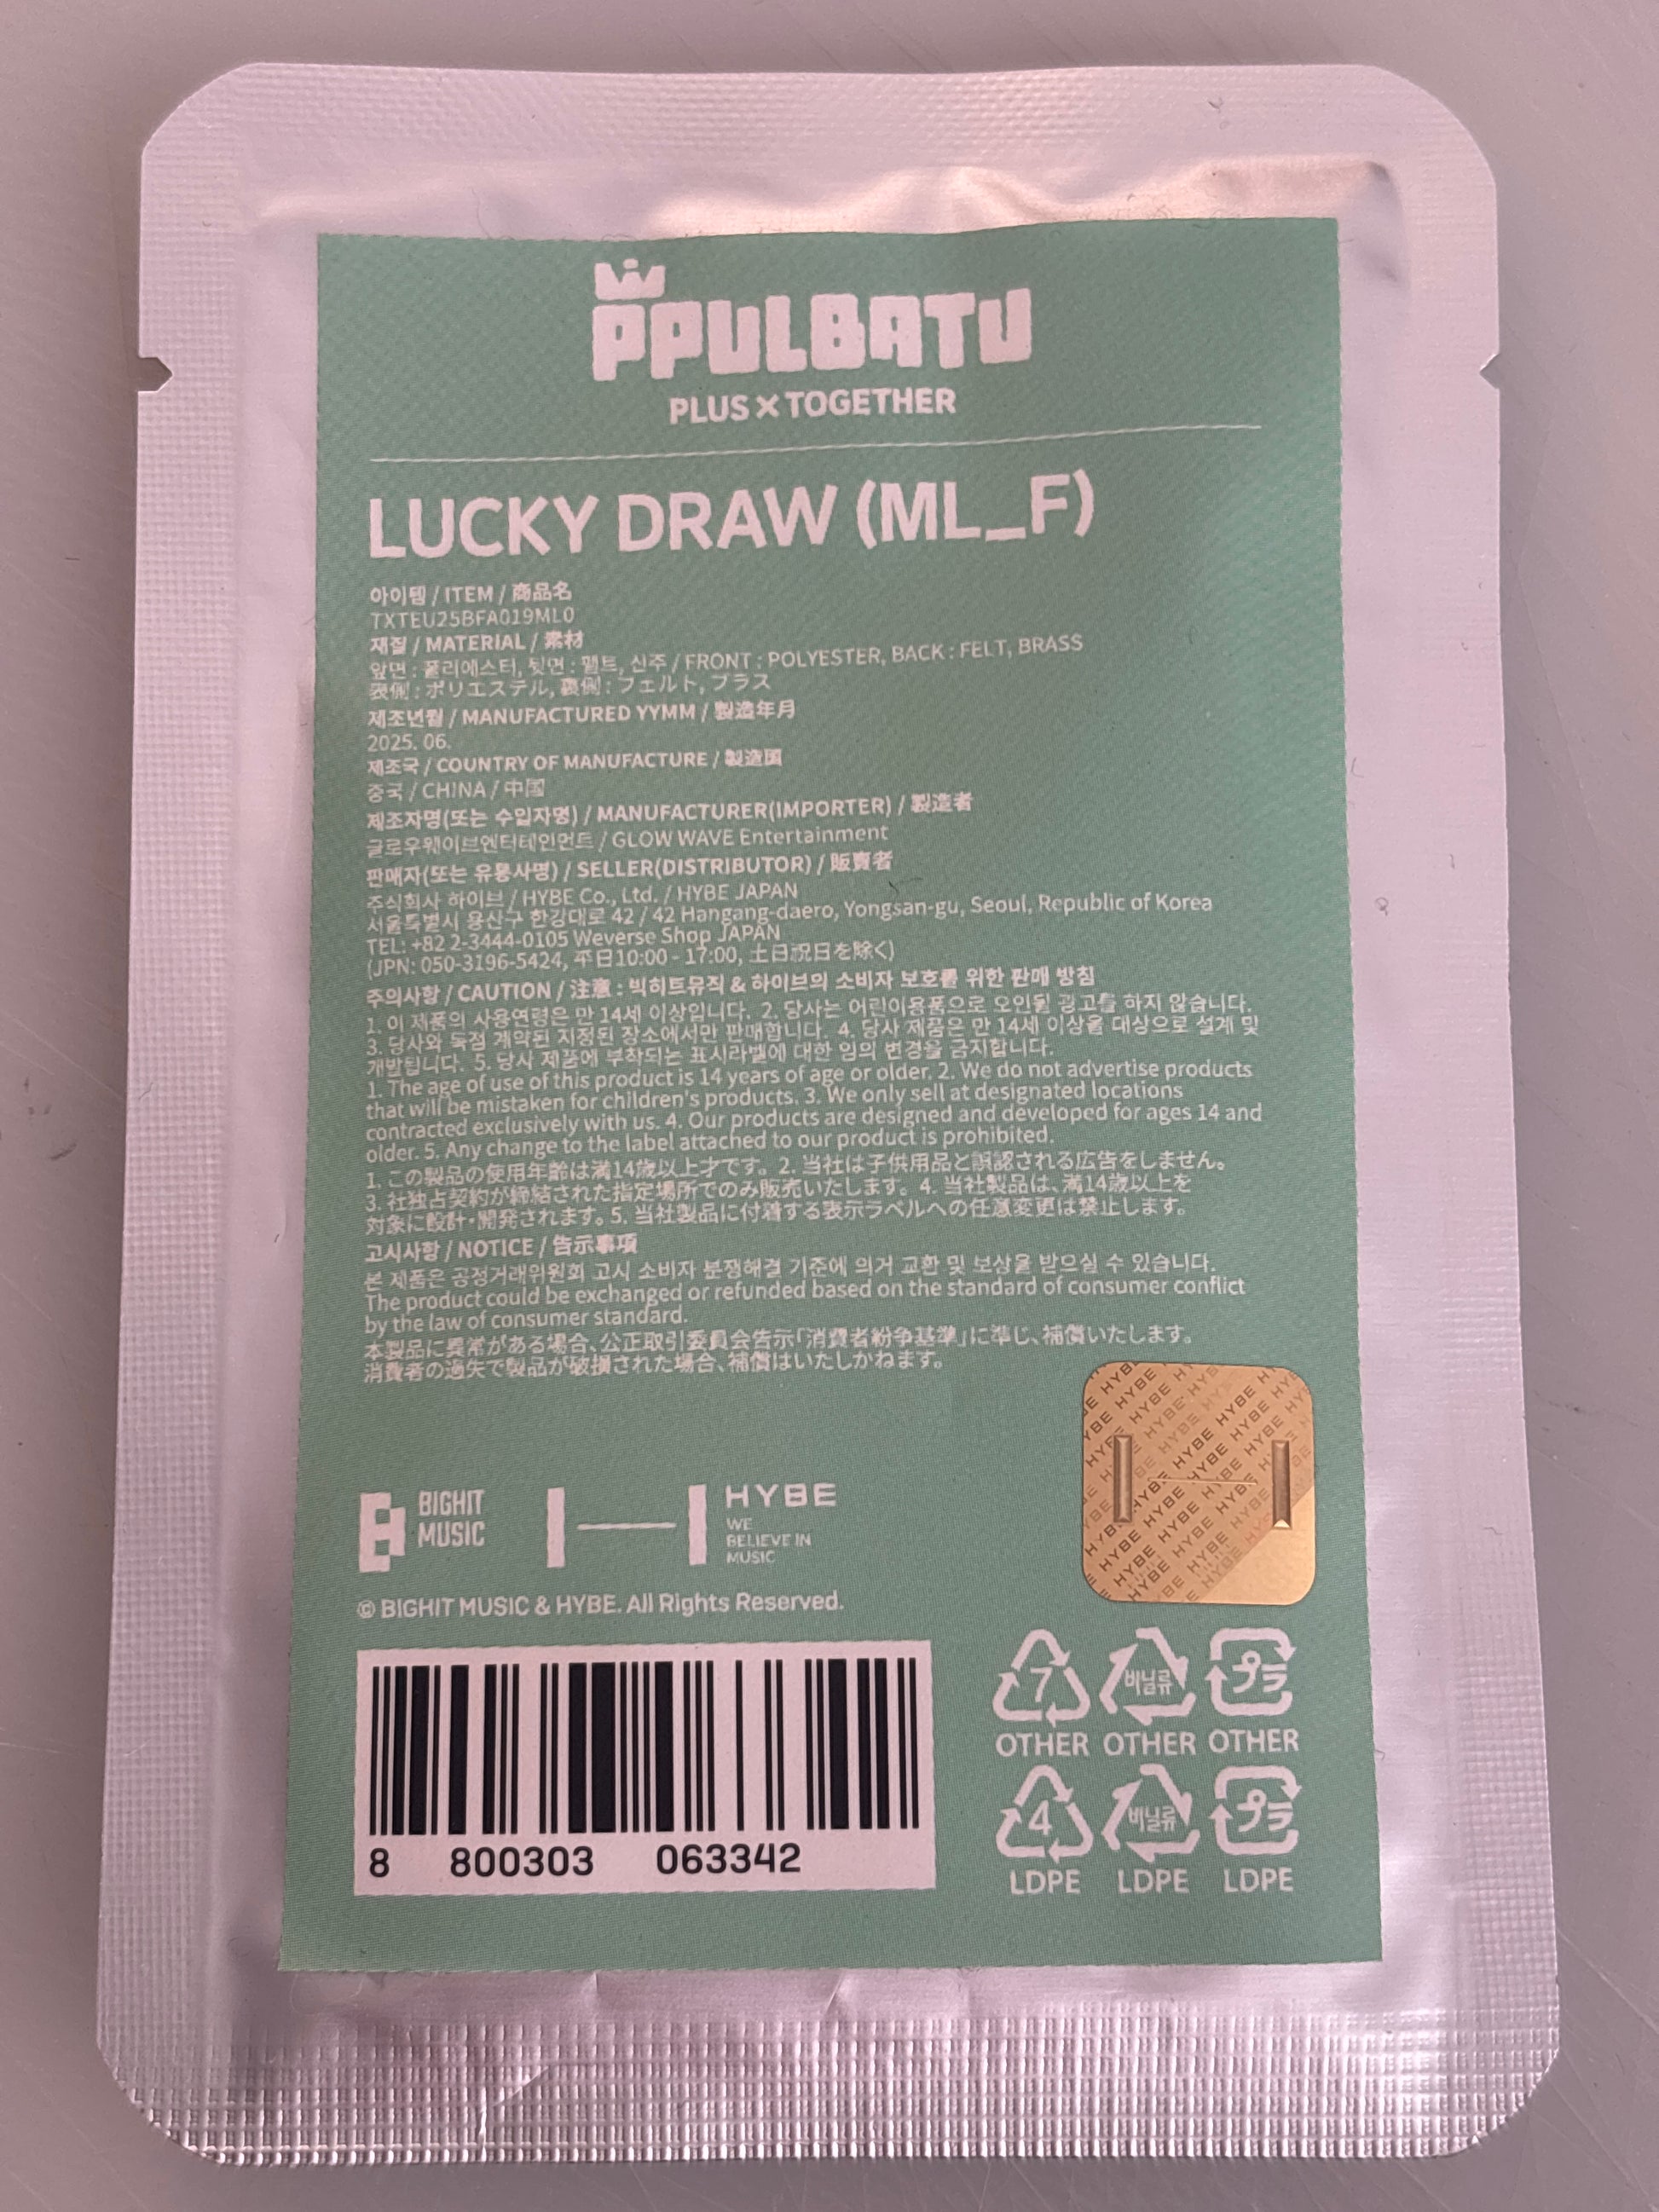 PPULBATU
PLUS X TOGETHER
LUCKY DRAW (ML_F)
아이템 / ITEM / 商品名
TXTEU25BFA019ML0
재질 / MATERIAL / 素材
앞면 : 폴리에스터, 뒷면 : 펠트, 신주 / FRONT : POLYESTER, BACK : FELT, BRASS
表側 : ポリエステル, 裏側 : フェルト, ブラス
제조년월 / MANUFACTURED YYMM / 製造年月
2025. 06.
제조국 / COUNTRY OF MANUFACTURE / 製造国
중국 / CHINA / 中国
제조자명(또는 수입자명) / MANUFACTURER(IMPORTER) / 製造者
글로우웨이브엔터테인먼트 / GLOW WAVE Entertainment
판매자(또는 유통사명) / SELLER(DISTRIBUTOR) / 販売者
주식회사 하이브 / HYBE Co., Ltd. / HYBE JAPAN
서울특별시 용산구 한강대로 42 / 42 Hangang-daero, Yongsan-gu, Seoul, Republic of Korea
TEL: +82 2-3444-0105 Weverse Shop JAPAN
(JPN: 050-3196-5424, 平日10:00 - 17:00, 土日祝日を除く)
주의사항 / CAUTION / 注意 : 빅히트뮤직 & 하이브의 소비자 보호를 위한 판매 방침
1. 이 제품의 사용연령은 만 14세 이상입니다. 2. 당사는 어린이용품으로 오인될 광고를 하지 않습니다.
3. 당사와 독점 계약된 지정된 장소에서만 판매합니다. 4. 당사 제품은 만 14세 이상을 대상으로 설계 및
개발됩니다. 5. 당사 제품에 부착되는 표시라벨에 대한 임의 변경을 금지합니다.
1. The age of use of this product is 14 years of age or older. 2. We do not advertise products
that will be mistaken for children's products. 3. We only sell at designated locations
contracted exclusively with us. 4. Our products are designed and developed for ages 14 and
older. 5. Any change to the label attached to our product is prohibited.
1. この製品の使用年齢は満14歳以上才です。2. 当社は子供用品と誤認される広告をしません。
3. 社独占契約が締結された指定場所でのみ販売いたします。4. 当社製品は、満14歳以上を
対象に設計・開発されます。5. 当社製品に付着する表示ラベルへの任意変更は禁止します。
고시사항 / NOTICE / 告示事項
본 제품은 공정거래위원회 고시 소비자 분쟁해결 기준에 의거 교환 및 보상을 받으실 수 있습니다.
The product could be exchanged or refunded based on the standard of consumer conflict
by the law of consumer standard.
本製品に異常がある場合、公正取引委員会告示「消費者紛争基準」に準じ、補償いたします。
消費者の過失で製品が破損された場合、補償はいたしかねます。
BIGHIT
MUSIC
HYBE
WE
BELIEVE IN
MUSIC
HYBE HYBE HYBE HYBE
© BIGHIT MUSIC & HYBE. All Rights Reserved.
8 800303 063342
7 비닐류 プラ
OTHER OTHER OTHER
4 비닐류 プラ
LDPE LDPE LDPE